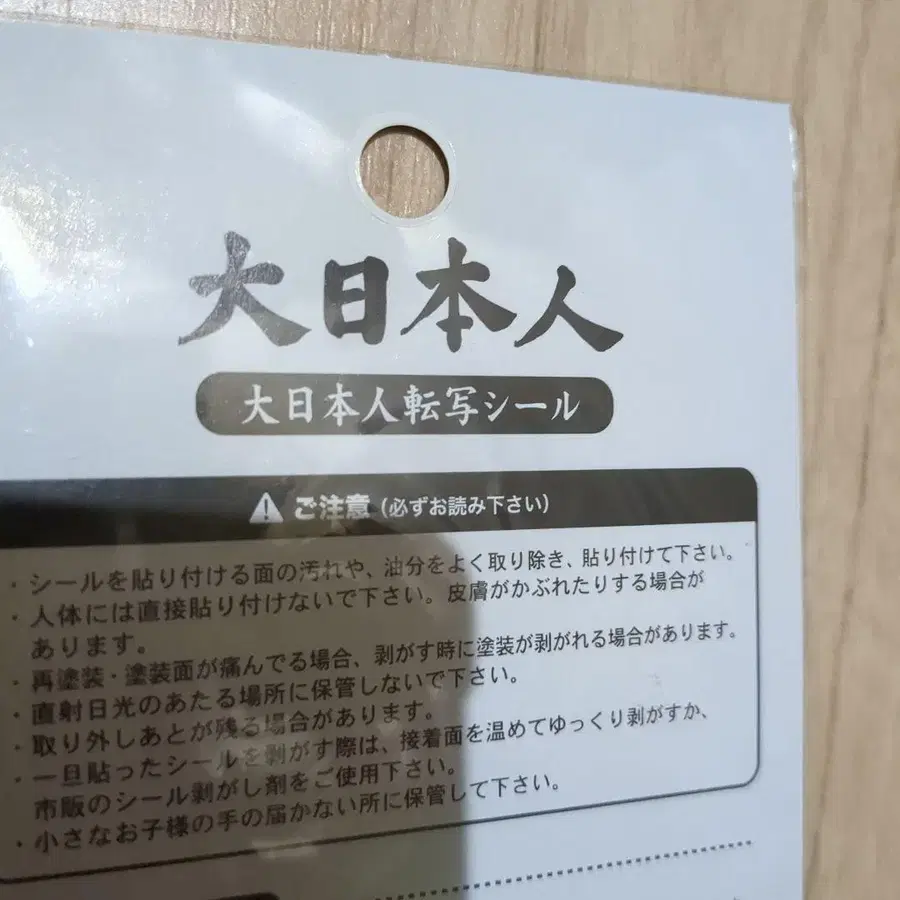 大日本人
大日本人転写シール
ご注意 (必ずお読み下さい)
・シールを貼り付ける面の汚れや、油分をよく取り除き、貼り付けて下さい。
・人体には直接貼り付けないで下さい。皮膚がかぶれたりする場合が
あります。
・再塗装・塗装面が痛んでる場合、剥がす時に塗装が剥がれる場合があります。
・直射日光のあたる場所に保管しないで下さい。
・取り外しあとが残る場合があります。
・一旦貼ったシールを剥がす際は、接着面を温めてゆっくり剥がすか、
市販のシール剥がし剤をご使用下さい。
・小さなお子様の手の届かない所に保管して下さい。